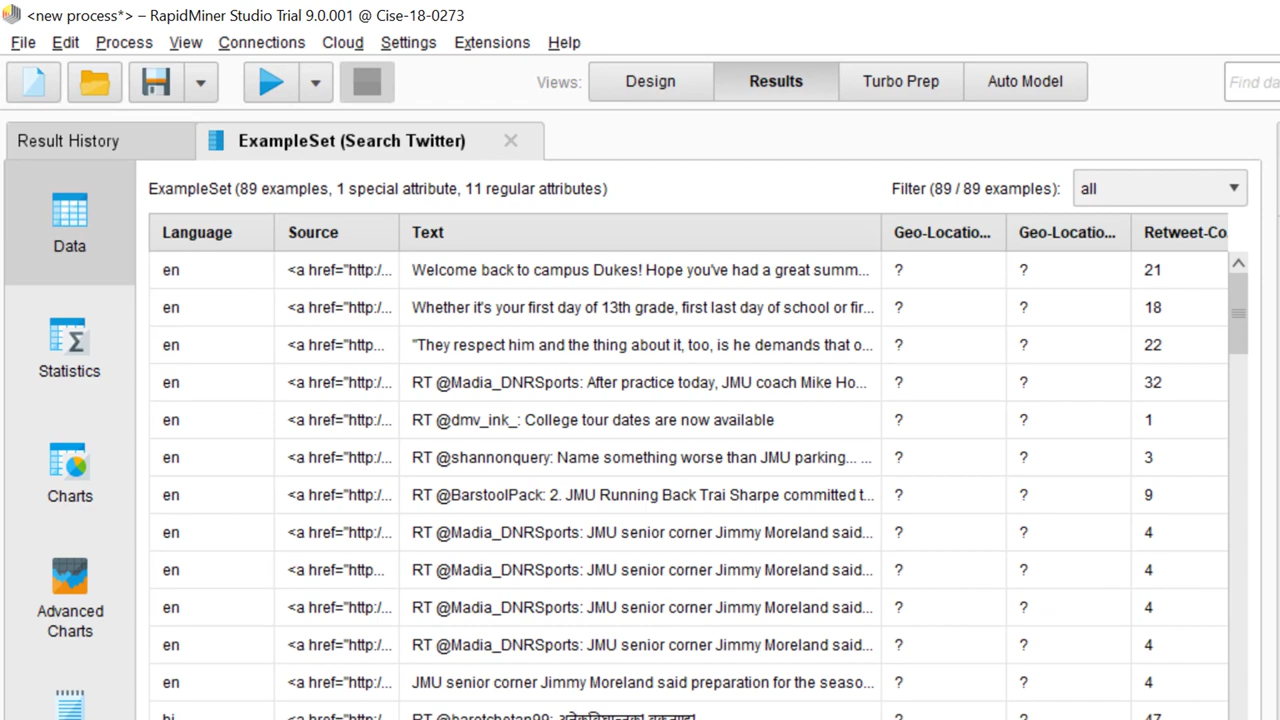 <new process*> – RapidMiner Studio Trial 9.0.001 @ Cise-18-0273
File Edit Process View Connections Cloud Settings Extensions Help
Views: Design Results Turbo Prep Auto Model Find da
Result History ExampleSet (Search Twitter)
ExampleSet (89 examples, 1 special attribute, 11 regular attributes) Filter (89 / 89 examples): all
Data
Statistics
Charts
Advanced
Charts
Language Source Text Geo-Locatio... Geo-Locatio... Retweet-Co
en <a href="http:/... Welcome back to campus Dukes! Hope you've had a great summ... ? ? 21
en <a href="http:/... Whether it's your first day of 13th grade, first last day of school or fir... ? ? 18
en <a href="http... "They respect him and the thing about it, too, is he demands that o... ? ? 22
en <a href="http:/... RT @Madia_DNRSports: After practice today, JMU coach Mike Ho... ? ? 32
en <a href="http:/... RT @dmv_ink_: College tour dates are now available ? ? 1
en <a href="http:/... RT @shannonquery: Name something worse than JMU parking... ... ? ? 3
en <a href="http:/... RT @BarstoolPack: 2. JMU Running Back Trai Sharpe committed t... ? ? 9
en <a href="http:/... RT @Madia_DNRSports: JMU senior corner Jimmy Moreland said... ? ? 4
en <a href="http... RT @Madia_DNRSports: JMU senior corner Jimmy Moreland said... ? ? 4
en <a href="http:/... RT @Madia_DNRSports: JMU senior corner Jimmy Moreland said... ? ? 4
en <a href="http:/... RT @Madia_DNRSports: JMU senior corner Jimmy Moreland said... ? ? 4
en <a href="http:/... JMU senior corner Jimmy Moreland said preparation for the seaso... ? ? 4
hi <a href="http:/... RT ? ? 47